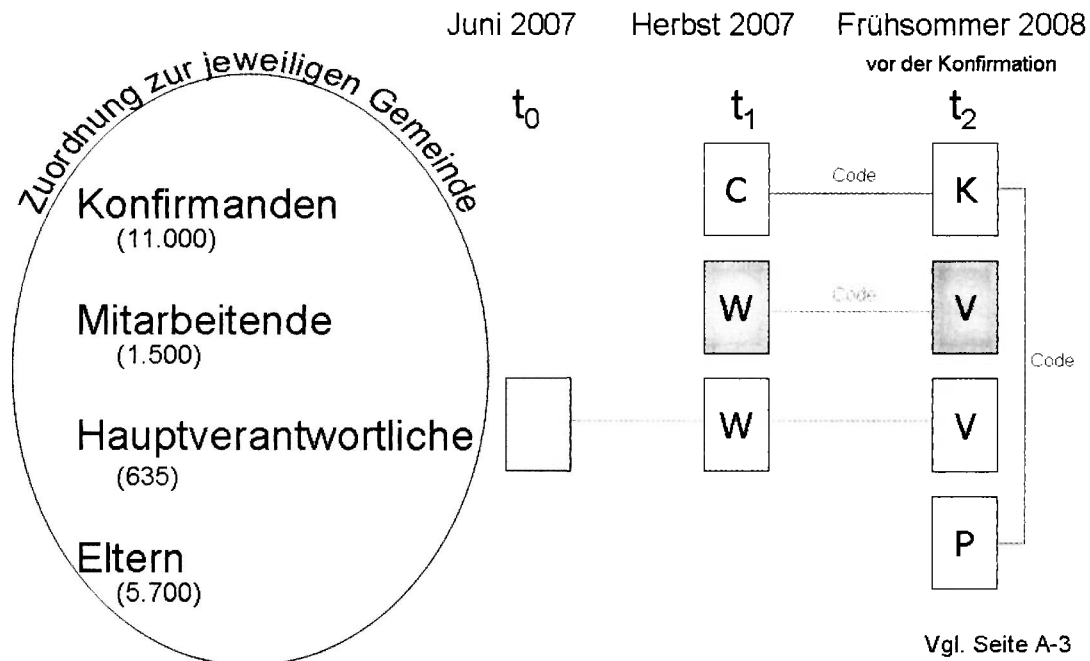 Juni 2007 Herbst 2007 Frühsommer 2008
vor der Konfirmation
t0 t1 t2
Zuordnung zur jeweiligen Gemeinde
Konfirmanden
(11.000)
C Code K
Mitarbeitende
(1.500)
W Code V
Code
Hauptverantwortliche
(635)
W V
Eltern
(5.700)
P
Vgl. Seite A-3